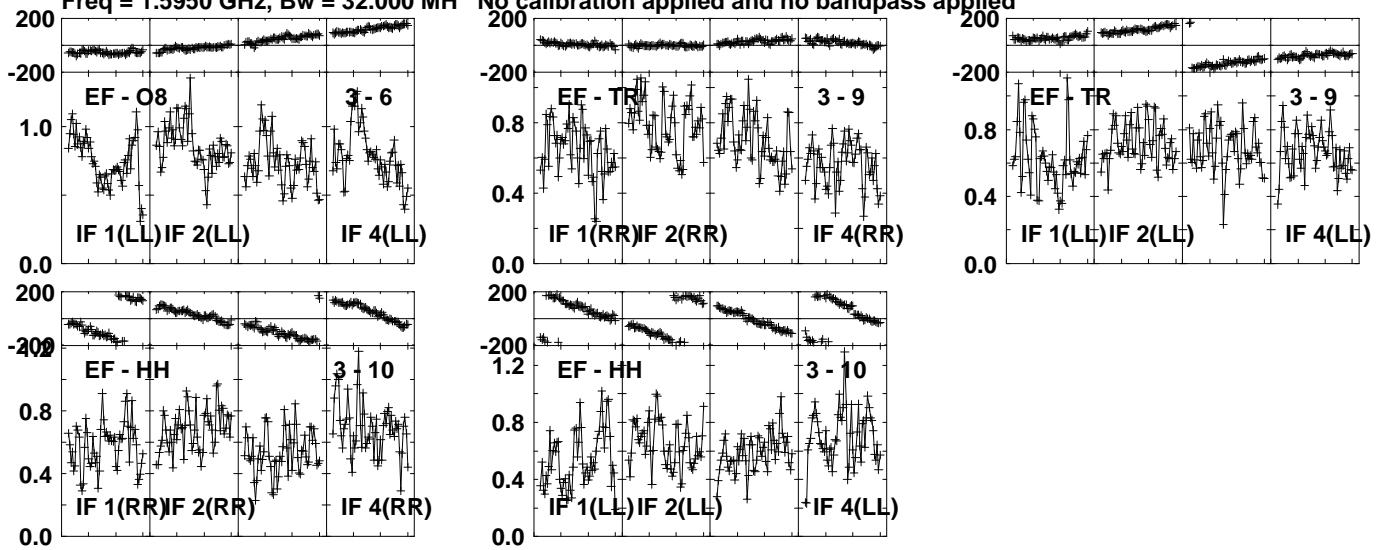 Freq = 1.5950 GHz, Bw = 32.000 MH No calibration applied and no bandpass applied
200
-200
EF - O8 3 - 6
1.0
IF 1(LL) IF 2(LL) IF 4(LL)
0.0
200
-200
EF - TR 3 - 9
0.8
0.4
IF 1(RR) IF 2(RR) IF 4(RR)
0.0
200
-200
EF - TR 3 - 9
0.8
0.4
IF 1(LL) IF 2(LL) IF 4(LL)
0.0
200
-200
1.2
EF - HH 3 - 10
0.8
0.4
IF 1(RR) IF 2(RR) IF 4(RR)
0.0
200
-200
EF - HH 3 - 10
1.2
0.8
0.4
IF 1(LL) IF 2(LL) IF 4(LL)
0.0